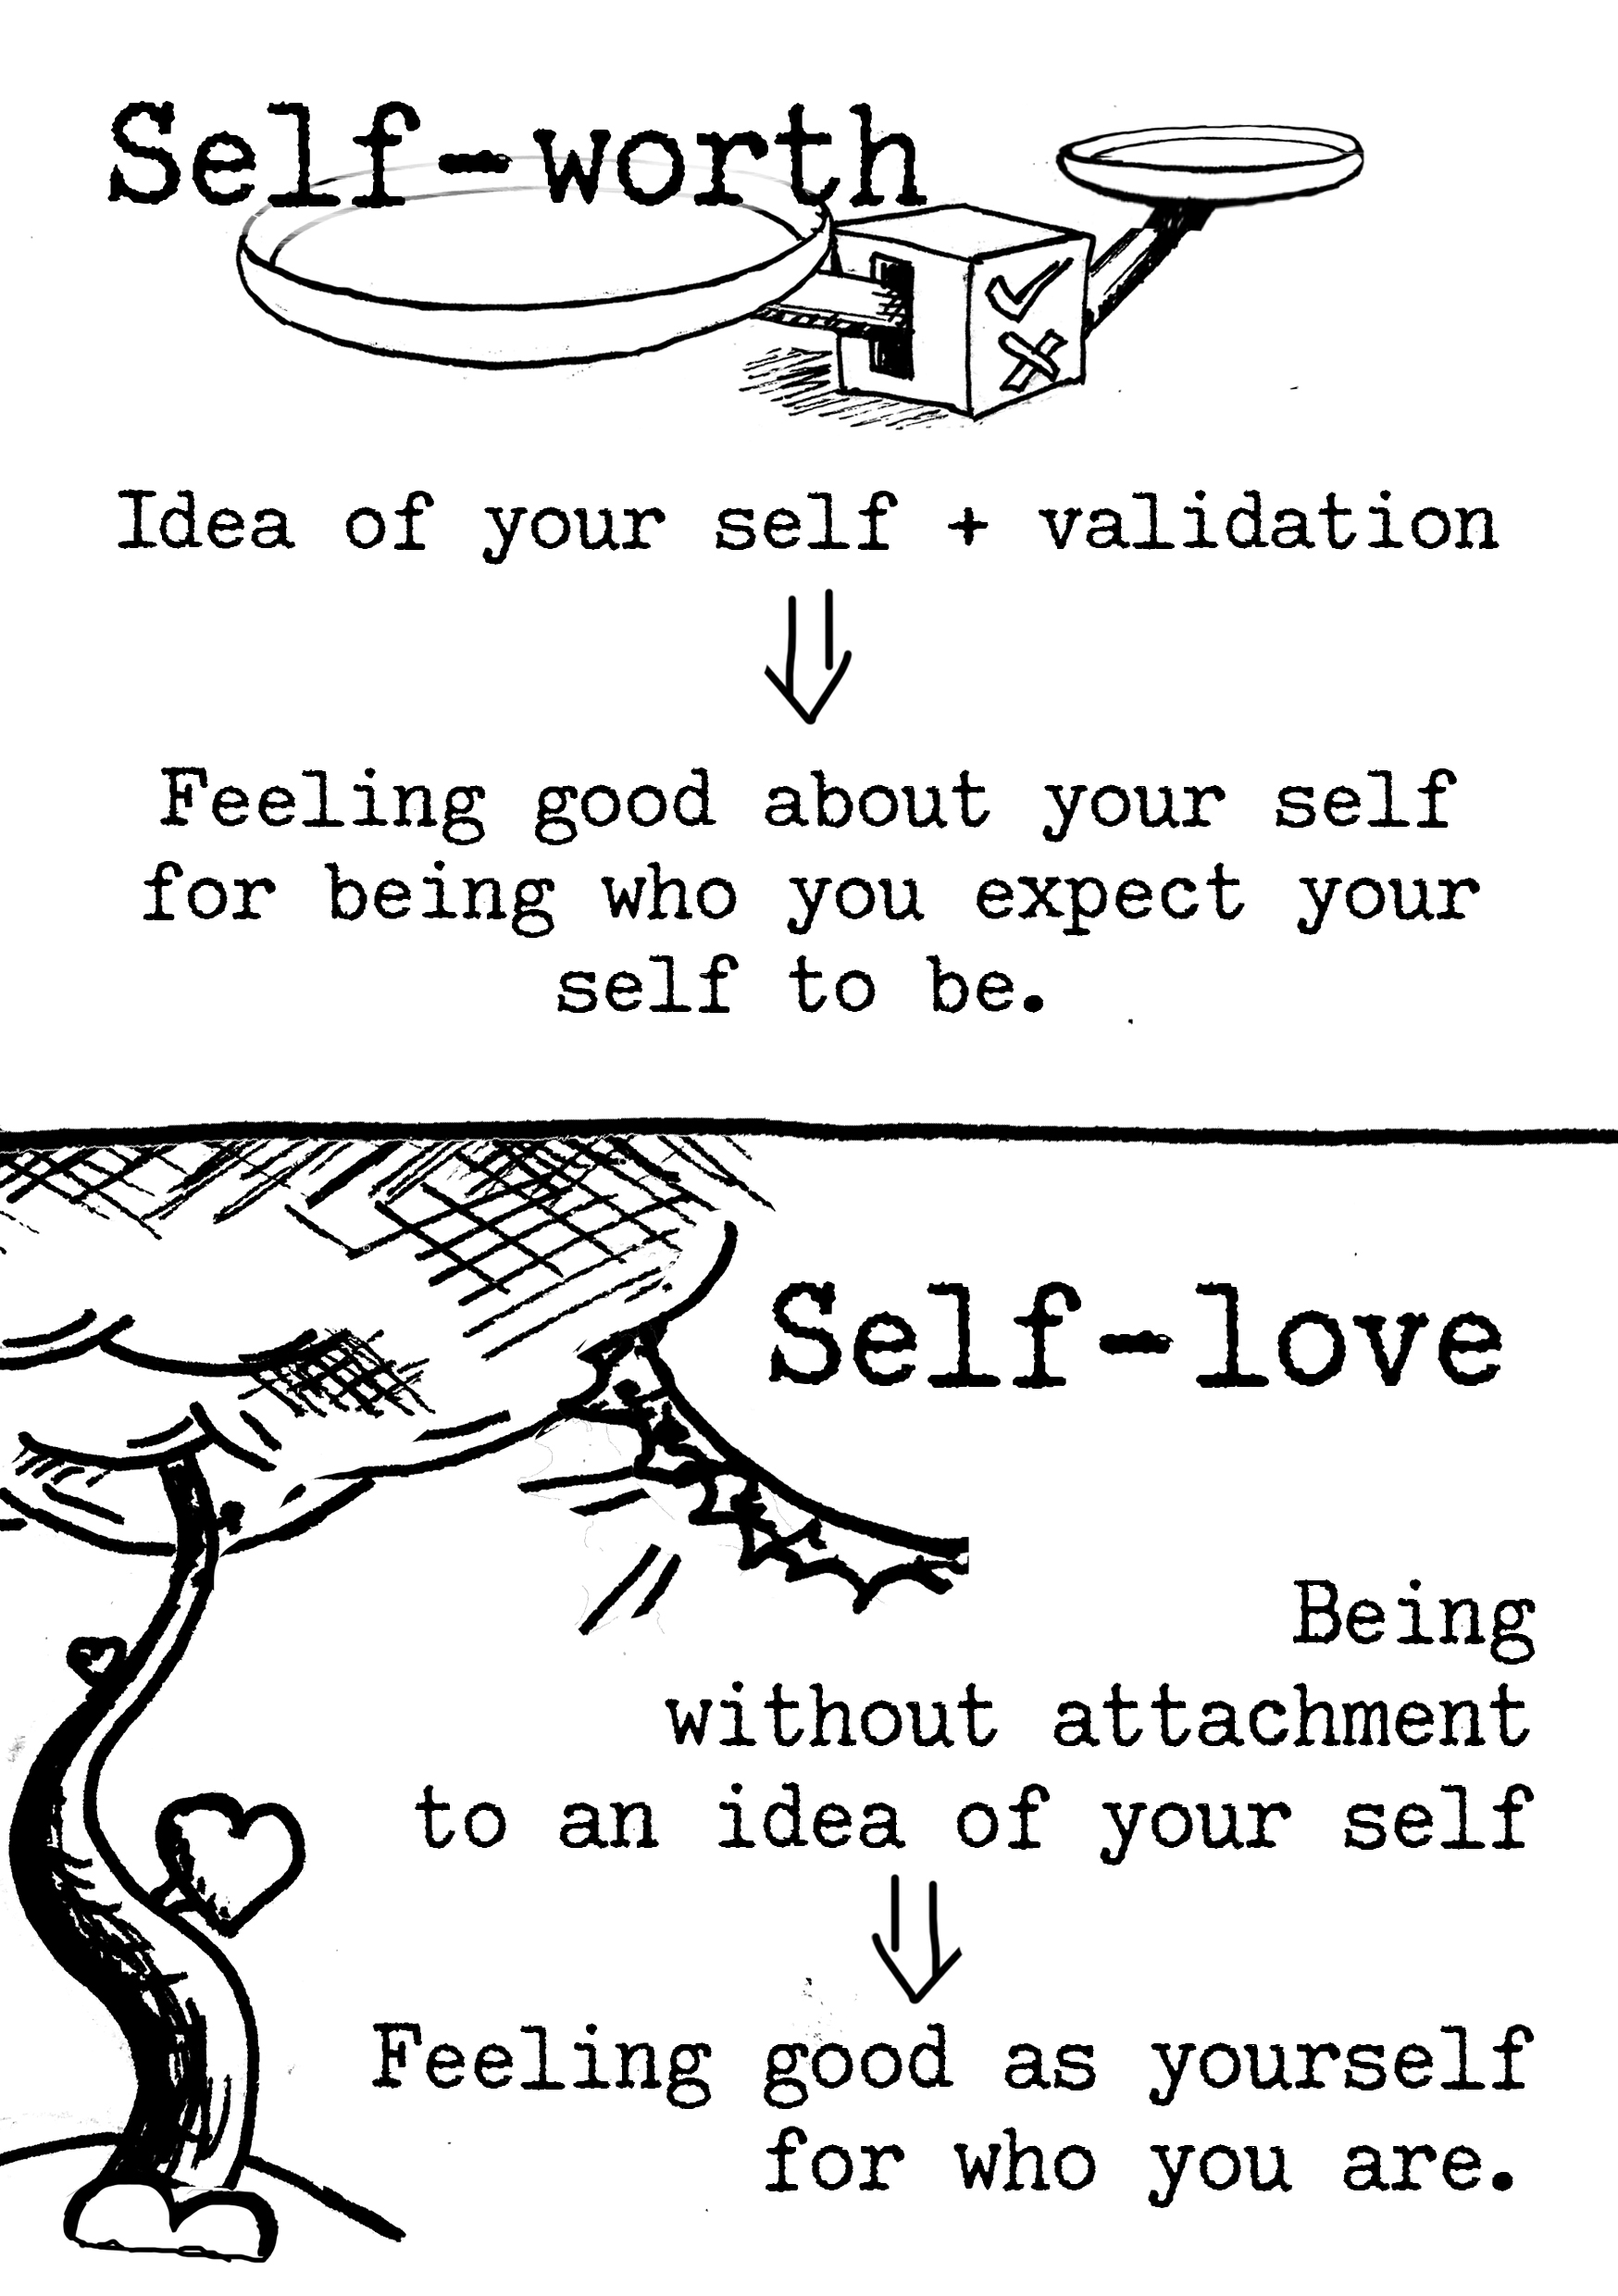 Self-worth
Idea of your self + validation
Feeling good about your self
for being who you expect your
self to be.
Self-love
Being
without attachment
to an idea of your self
Feeling good as yourself
for who you are.